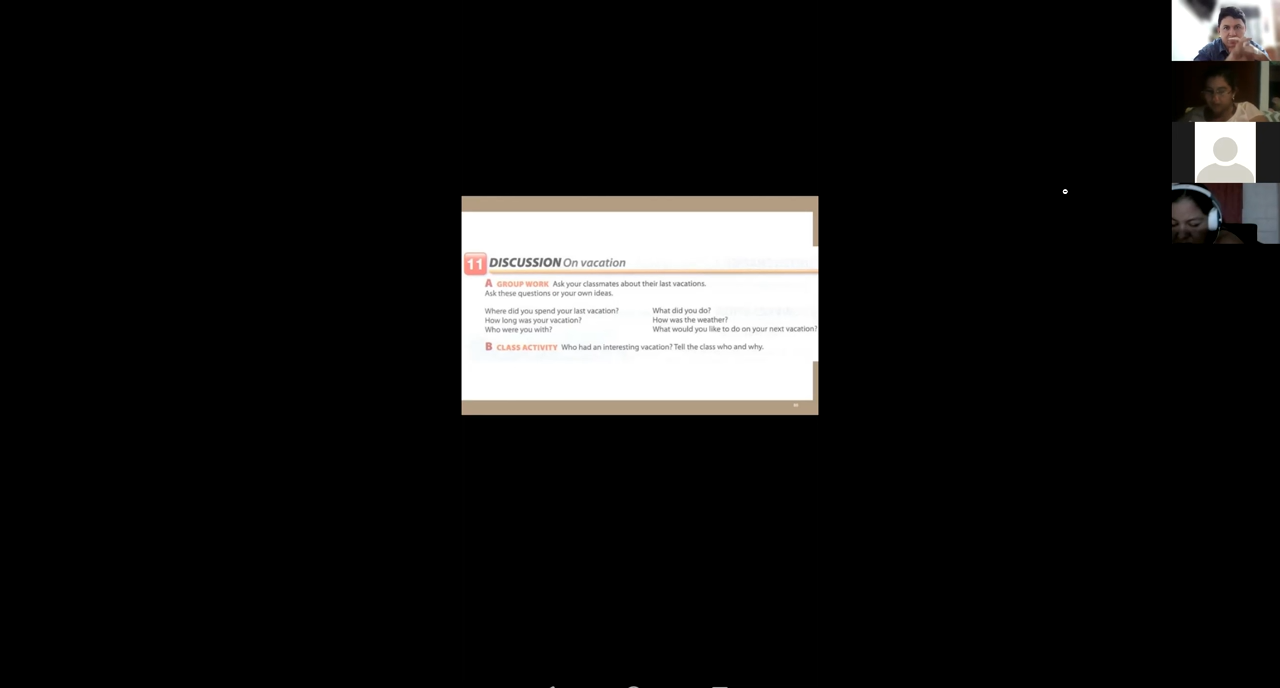 11 DISCUSSION On vacation
A GROUP WORK Ask your classmates about their last vacations.
Ask these questions or your own ideas.
Where did you spend your last vacation?
How long was your vacation?
Who were you with?
What did you do?
How was the weather?
What would you like to do on your next vacation?
B CLASS ACTIVITY Who had an interesting vacation? Tell the class who and why.